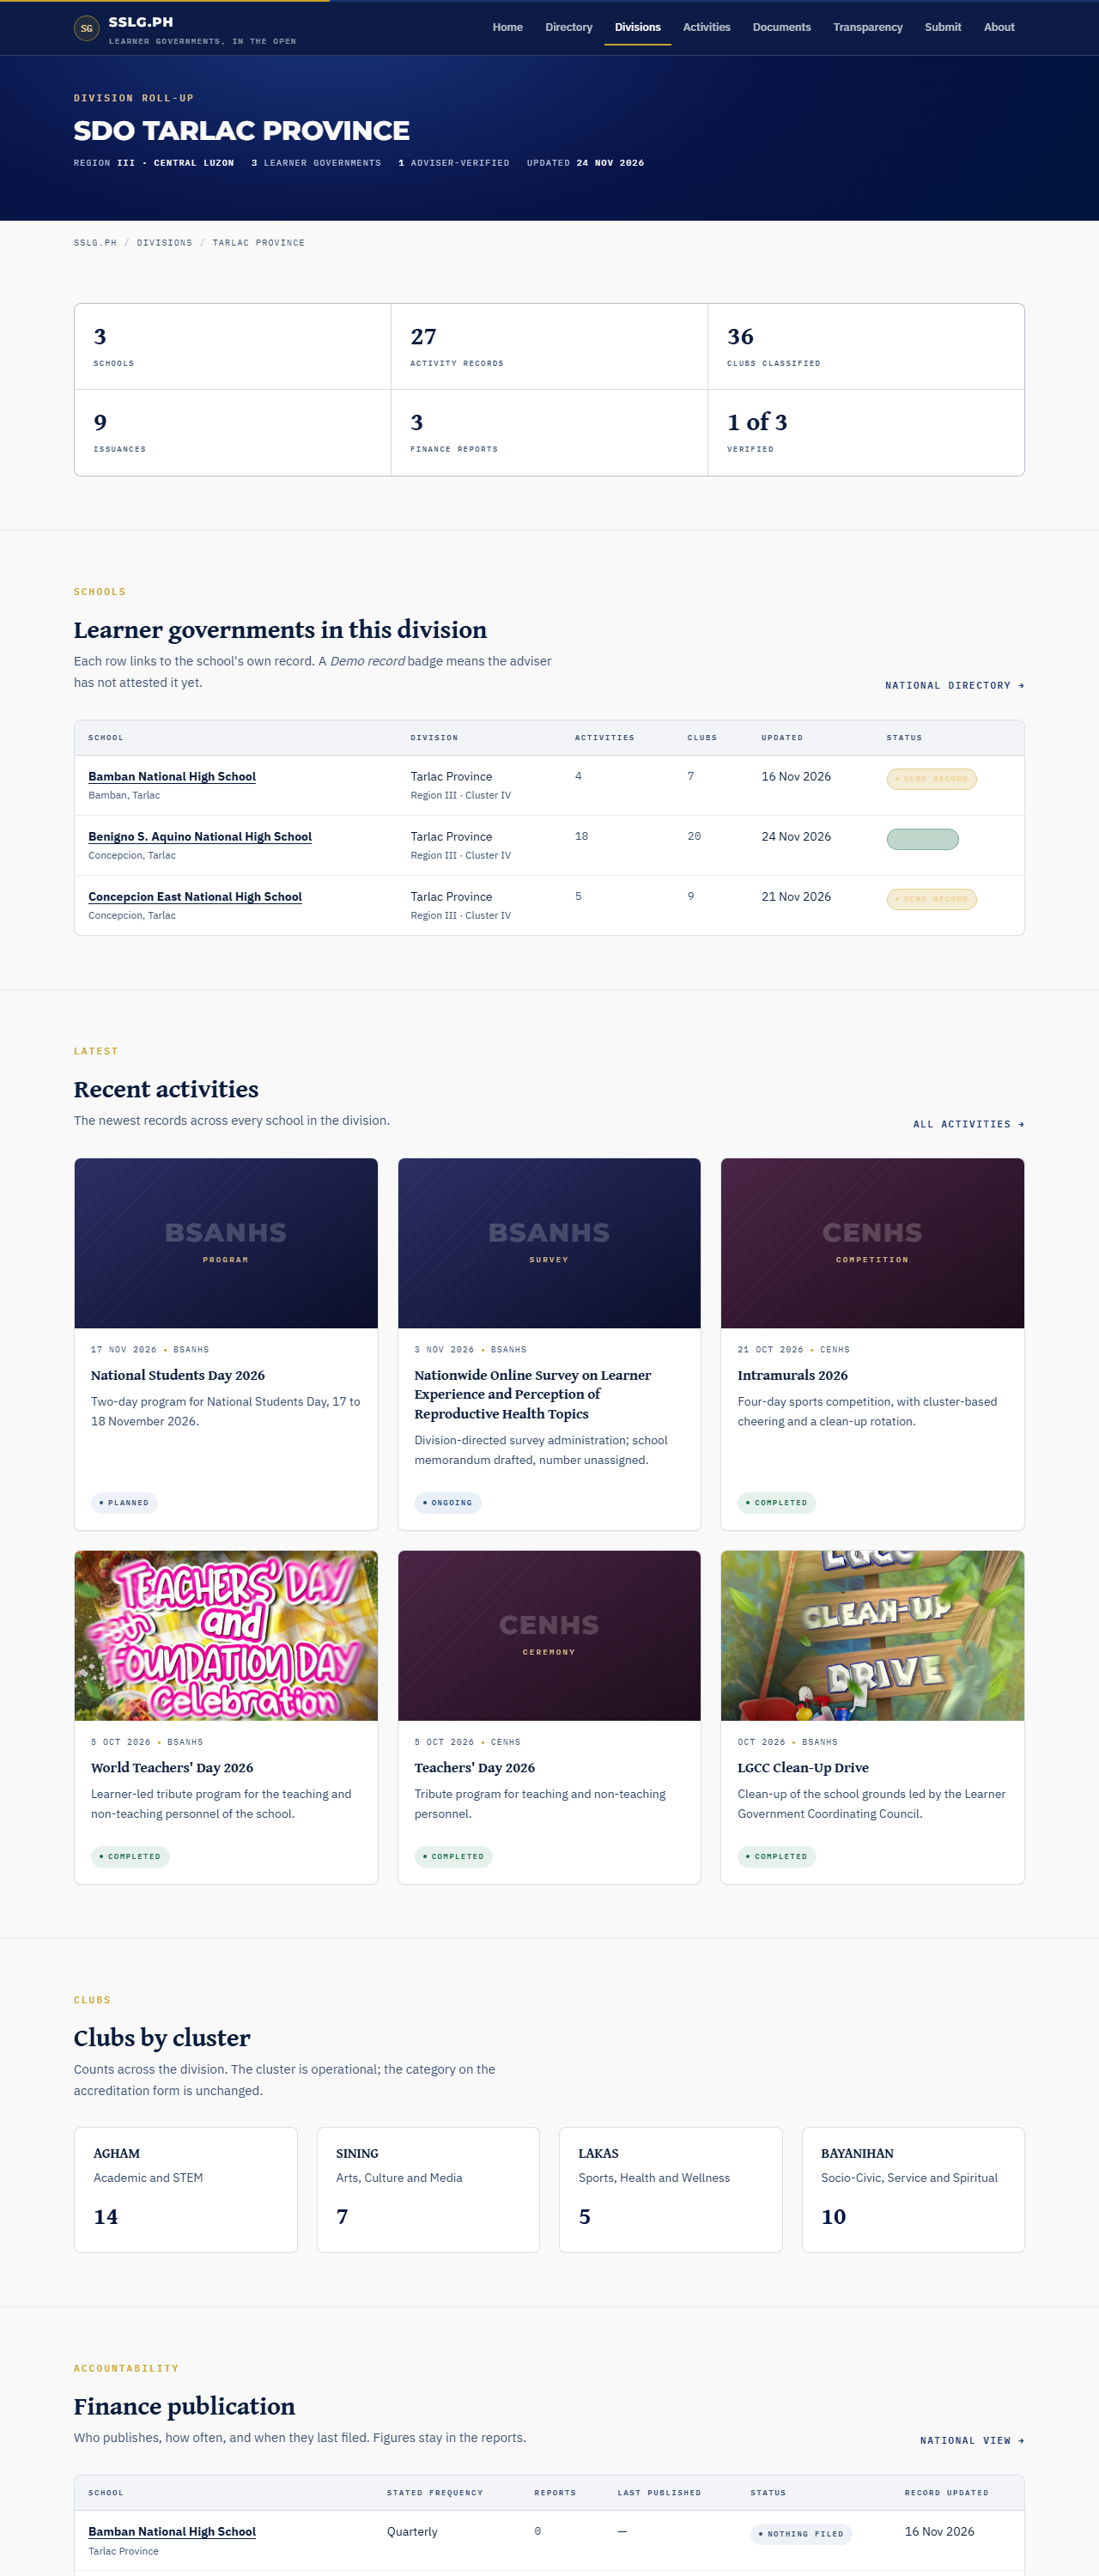 SG
SSLG.PH
LEARNER GOVERNMENTS, IN THE OPEN
Home Directory Divisions Activities Documents Transparency Submit About
DIVISION ROLL-UP
SDO TARLAC PROVINCE
REGION III · CENTRAL LUZON 3 LEARNER GOVERNMENTS 1 ADVISER-VERIFIED UPDATED 24 NOV 2026
SSLG.PH / DIVISIONS / TARLAC PROVINCE
3 27 36
SCHOOLS ACTIVITY RECORDS CLUBS CLASSIFIED
9 3 1 of 3
ISSUANCES FINANCE REPORTS VERIFIED
SCHOOLS
Learner governments in this division
Each row links to the school's own record. A Demo record badge means the adviser
has not attested it yet.
NATIONAL DIRECTORY →
SCHOOL DIVISION ACTIVITIES CLUBS UPDATED STATUS
Bamban National High School Tarlac Province 4 7 16 Nov 2026 DEMO RECORD
Bamban, Tarlac Region III · Cluster IV
Benigno S. Aquino National High School Tarlac Province 18 20 24 Nov 2026
Concepcion, Tarlac Region III · Cluster IV
Concepcion East National High School Tarlac Province 5 9 21 Nov 2026 DEMO RECORD
Concepcion, Tarlac Region III · Cluster IV
LATEST
Recent activities
The newest records across every school in the division.
ALL ACTIVITIES →
BSANHS
PROGRAM
17 NOV 2026 • BSANHS
National Students Day 2026
Two-day program for National Students Day, 17 to
18 November 2026.
PLANNED
BSANHS
SURVEY
3 NOV 2026 • BSANHS
Nationwide Online Survey on Learner
Experience and Perception of
Reproductive Health Topics
Division-directed survey administration; school
memorandum drafted, number unassigned.
ONGOING
CENHS
COMPETITION
21 OCT 2026 • CENHS
Intramurals 2026
Four-day sports competition, with cluster-based
cheering and a clean-up rotation.
COMPLETED
TEACHERS' DAY
and
FOUNDATION DAY
Celebration
5 OCT 2026 • BSANHS
World Teachers' Day 2026
Learner-led tribute program for the teaching and
non-teaching personnel of the school.
COMPLETED
CENHS
CEREMONY
5 OCT 2026 • CENHS
Teachers' Day 2026
Tribute program for teaching and non-teaching
personnel.
COMPLETED
LGCC
CLEAN-UP
DRIVE
OCT 2026 • BSANHS
LGCC Clean-Up Drive
Clean-up of the school grounds led by the Learner
Government Coordinating Council.
COMPLETED
CLUBS
Clubs by cluster
Counts across the division. The cluster is operational; the category on the
accreditation form is unchanged.
AGHAM
Academic and STEM
14
SINING
Arts, Culture and Media
7
LAKAS
Sports, Health and Wellness
5
BAYANIHAN
Socio-Civic, Service and Spiritual
10
ACCOUNTABILITY
Finance publication
Who publishes, how often, and when they last filed. Figures stay in the reports.
NATIONAL VIEW →
SCHOOL STATED FREQUENCY REPORTS LAST PUBLISHED STATUS RECORD UPDATED
Bamban National High School Quarterly 0 — NOTHING FILED 16 Nov 2026
Tarlac Province